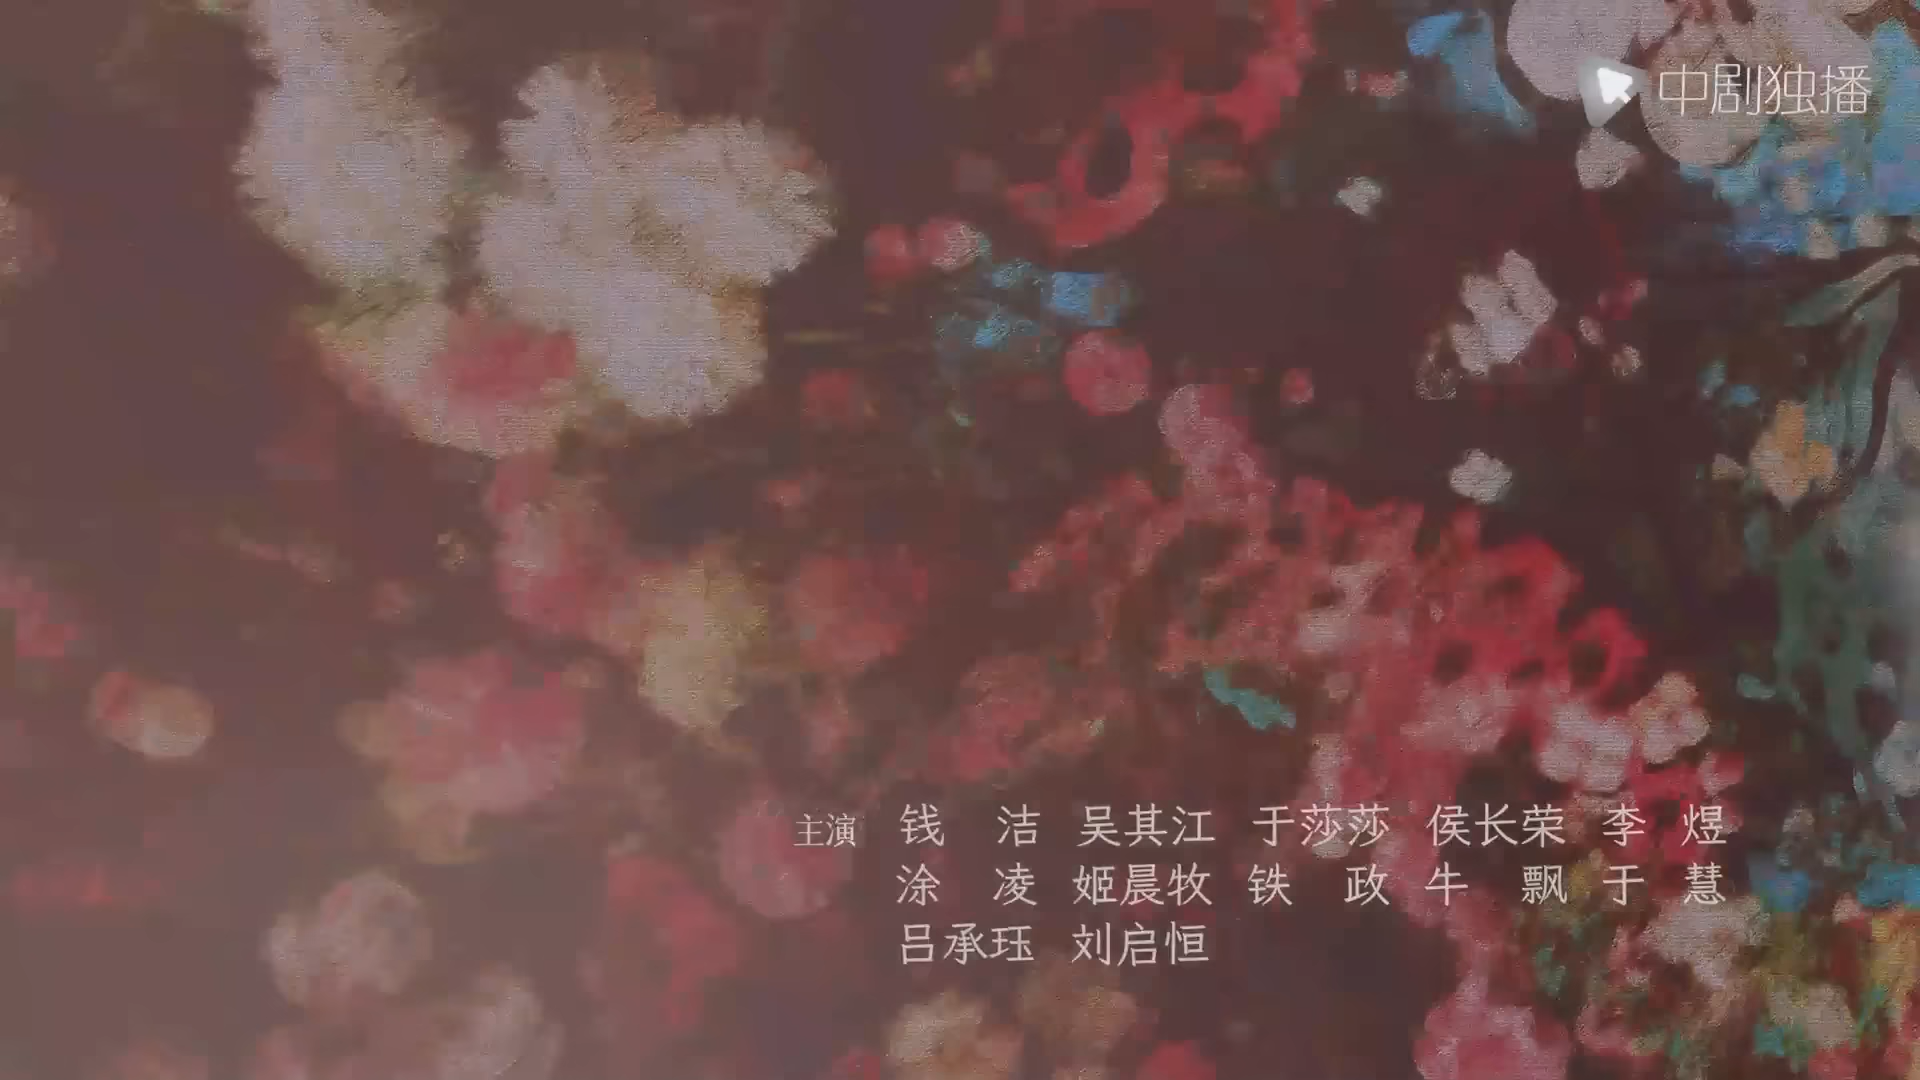 中剧独播
主演 钱洁 吴其江 于莎莎 侯长荣 李煜
涂凌 姬晨牧 铁政 牛飘 于慧
吕承珏 刘启恒